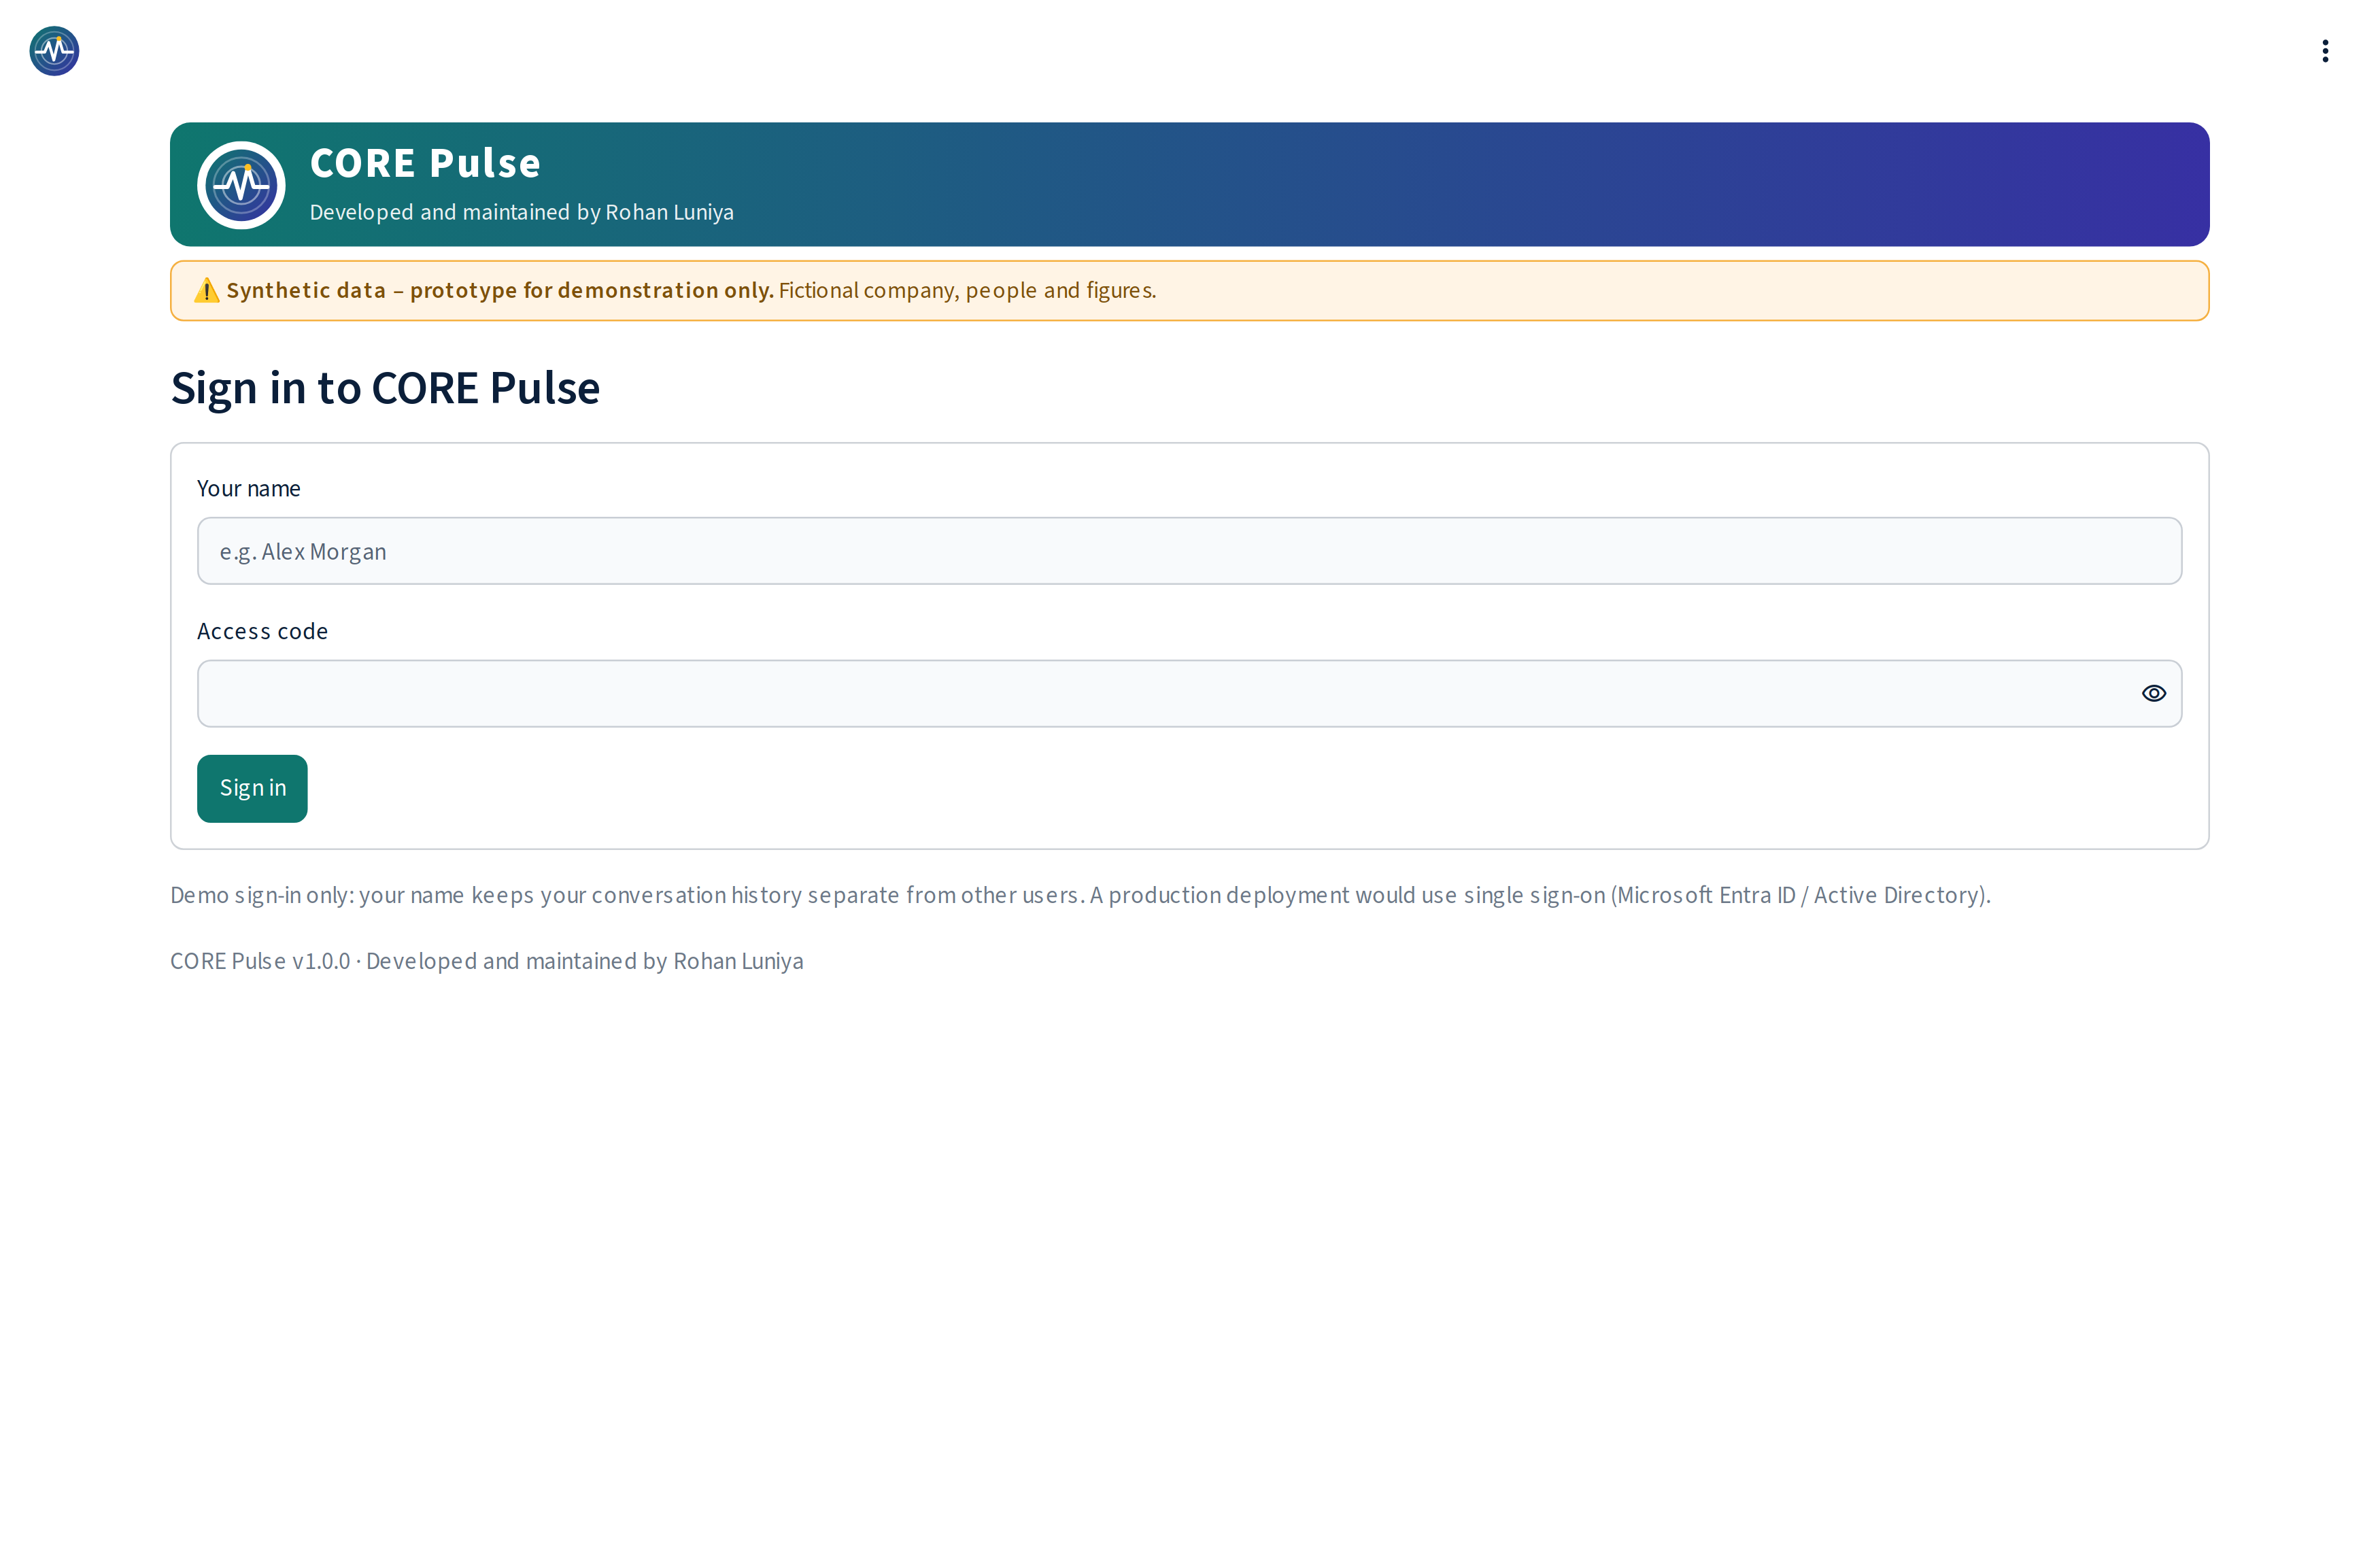 CORE Pulse
Developed and maintained by Rohan Luniya
⚠️ Synthetic data – prototype for demonstration only. Fictional company, people and figures.
Sign in to CORE Pulse
Your name
e.g. Alex Morgan
Access code
Sign in
Demo sign-in only: your name keeps your conversation history separate from other users. A production deployment would use single sign-on (Microsoft Entra ID / Active Directory).
CORE Pulse v1.0.0 · Developed and maintained by Rohan Luniya